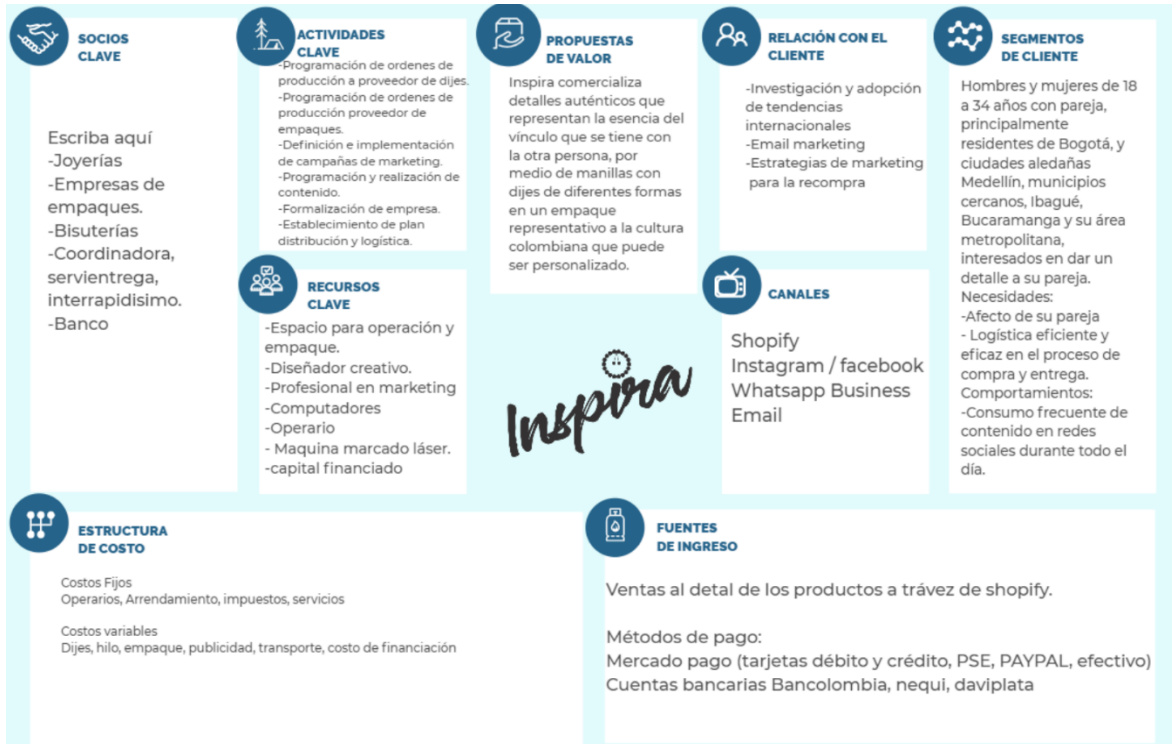 SOCIOS
CLAVE
Escriba aquí
-Joyerías
-Empresas de
empaques.
-Bisuterías
-Coordinadora,
servientrega,
interrapidisimo.
-Banco
ACTIVIDADES
CLAVE
-Programación de ordenes de
producción a proveedor de dijes.
-Programación de ordenes de
producción proveedor de
empaques.
-Definición e implementación
de campañas de marketing.
-Programación y realización de
contenido.
-Formalización de empresa.
-Establecimiento de plan
distribución y logística.
RECURSOS
CLAVE
-Espacio para operación y
empaque.
-Diseñador creativo.
-Profesional en marketing
-Computadores
-Operario
- Maquina marcado láser.
-capital financiado
PROPUESTAS
DE VALOR
Inspira comercializa
detalles auténticos que
representan la esencia del
vínculo que se tiene con
la otra persona, por
medio de manillas con
dijes de diferentes formas
en un empaque
representativo a la cultura
colombiana que puede
ser personalizado.
Inspira
RELACIÓN CON EL
CLIENTE
-Investigación y adopción
de tendencias
internacionales
-Email marketing
-Estrategias de marketing
para la recompra
CANALES
Shopify
Instagram / facebook
Whatsapp Business
Email
SEGMENTOS
DE CLIENTE
Hombres y mujeres de 18
a 34 años con pareja,
principalmente
residentes de Bogotá, y
ciudades aledañas
Medellín, municipios
cercanos, Ibagué,
Bucaramanga y su área
metropolitana,
interesados en dar un
detalle a su pareja.
Necesidades:
-Afecto de su pareja
- Logística eficiente y
eficaz en el proceso de
compra y entrega.
Comportamientos:
-Consumo frecuente de
contenido en redes
sociales durante todo el
día.
ESTRUCTURA
DE COSTO
Costos Fijos
Operarios, Arrendamiento, impuestos, servicios
Costos variables
Dijes, hilo, empaque, publicidad, transporte, costo de financiación
FUENTES
DE INGRESO
Ventas al detal de los productos a trávez de shopify.
Métodos de pago:
Mercado pago (tarjetas débito y crédito, PSE, PAYPAL, efectivo)
Cuentas bancarias Bancolombia, nequi, daviplata